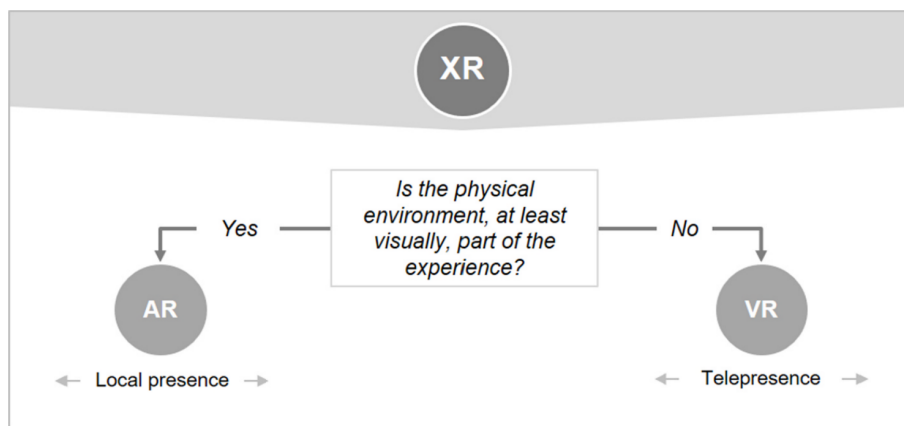 XR
Is the physical
environment, at least
visually, part of the
experience?
Yes
No
AR
VR
Local presence
Telepresence